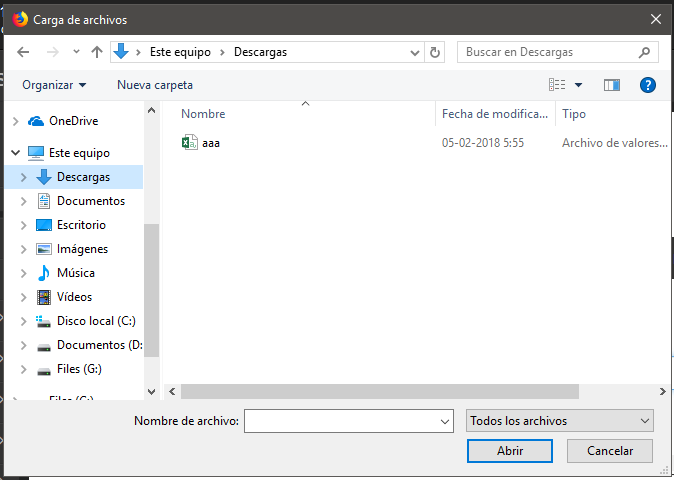 Carga de archivos
Este equipo Descargas Buscar en Descargas
Organizar Nueva carpeta
Nombre Fecha de modifica... Tipo
aaa 05-02-2018 5:55 Archivo de valores...
OneDrive
Este equipo
Descargas
Documentos
Escritorio
Imágenes
Música
Vídeos
Disco local (C:)
Documentos (D:
Files (G:)
Nombre de archivo: Todos los archivos
Abrir Cancelar